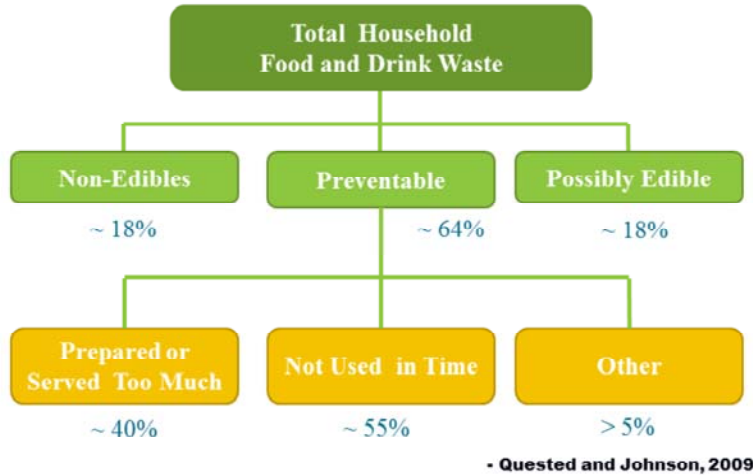 Total Household
Food and Drink Waste
Non-Edibles
Preventable
Possibly Edible
~ 18%
~ 64%
~ 18%
Prepared or
Served Too Much
Not Used in Time
Other
~ 40%
~ 55%
> 5%
- Quested and Johnson, 2009